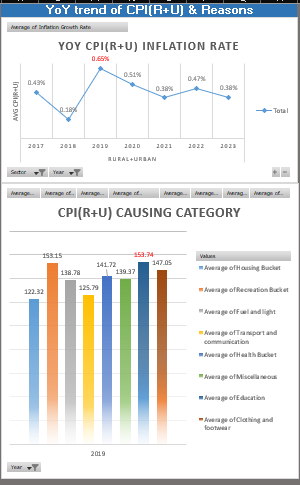 YoY trend of CPI(R+U) & Reasons
Average of Inflation Growth Rate
YOY CPI(R+U) INFLATION RATE
AVG CPI(R+U)
0.43%
0.18%
0.65%
0.51%
0.38%
0.47%
0.38%
Total
2017 2018 2019 2020 2021 2022 2023
RURAL+URBAN
Sector Year + -
Average... Average of... Average... Average of... Average... Average... Averag... Average of...
CPI(R+U) CAUSING CATEGORY
122.32
153.15
138.78
125.79
141.72
139.37
153.74
147.05
2019
Values
Average of Housing Bucket
Average of Recreation Bucket
Average of Fuel and light
Average of Transport and
communication
Average of Health Bucket
Average of Miscellaneous
Average of Education
Average of Clothing and
footwear
Year